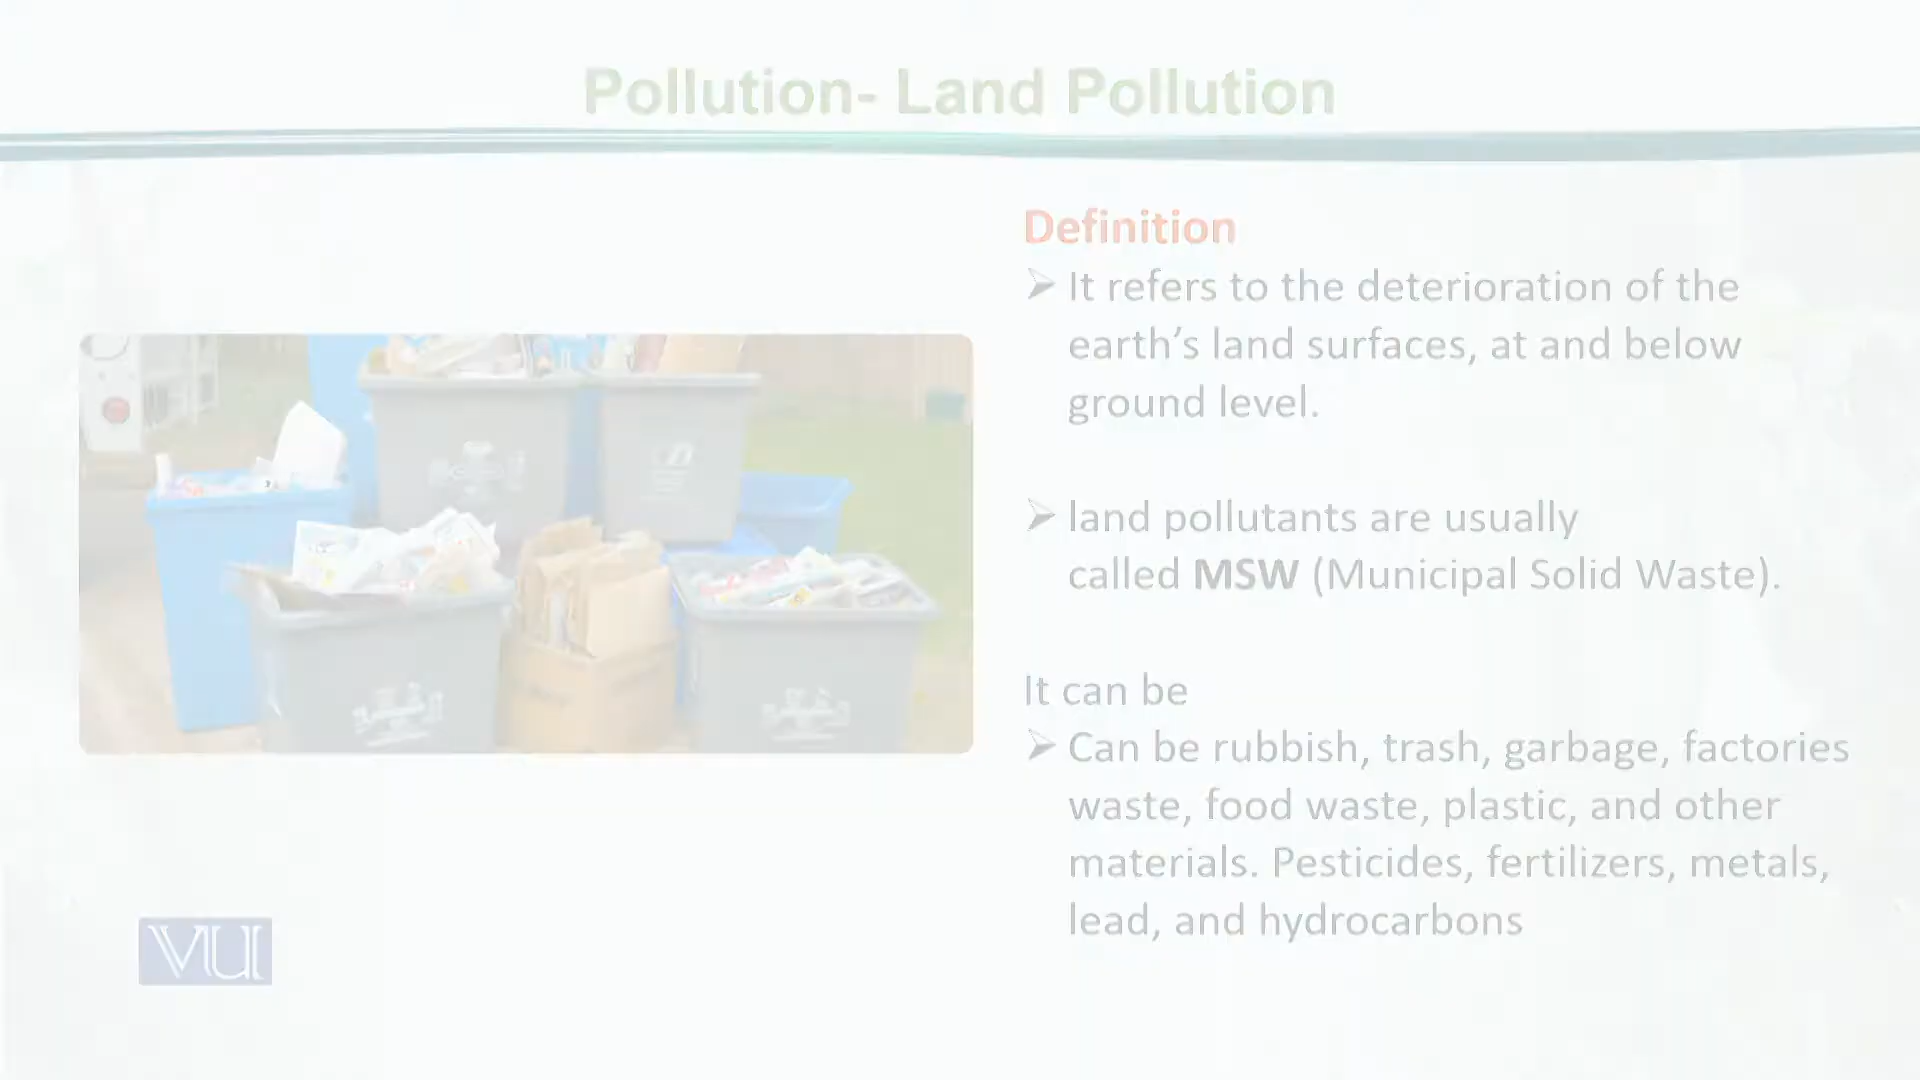 Pollution- Land Pollution
Definition
➢ It refers to the deterioration of the
earth’s land surfaces, at and below
ground level.
➢ land pollutants are usually
called MSW (Municipal Solid Waste).
It can be
➢ Can be rubbish, trash, garbage, factories
waste, food waste, plastic, and other
materials. Pesticides, fertilizers, metals,
lead, and hydrocarbons
VU